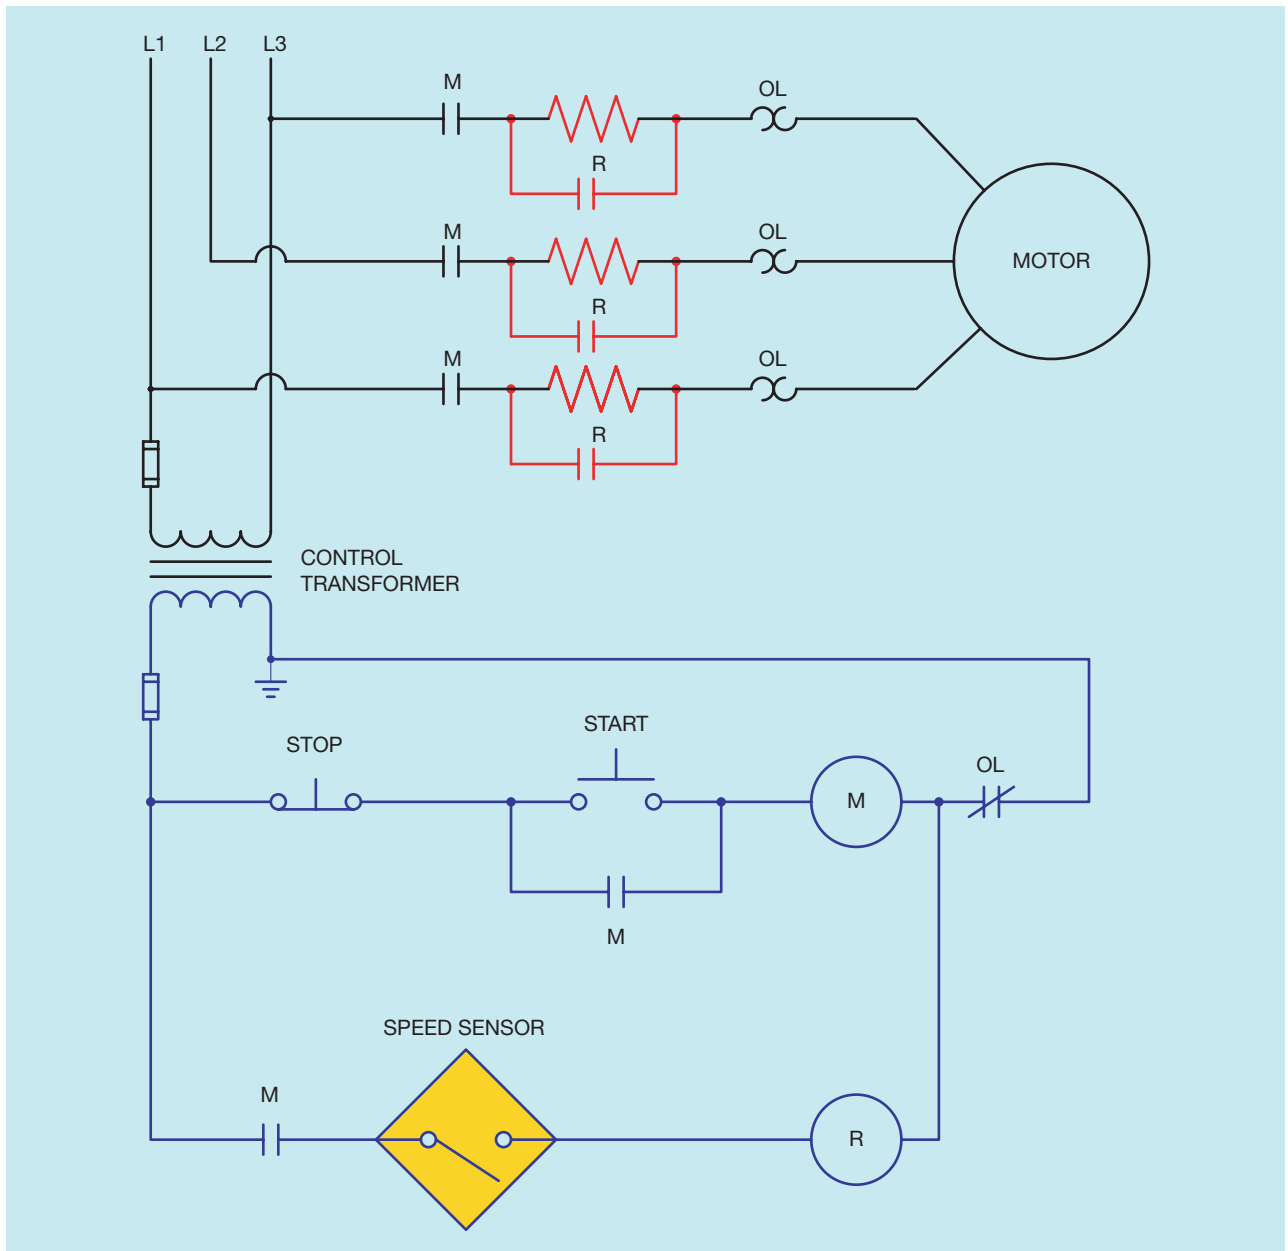 L1 L2 L3
M
OL
R
M
OL
MOTOR
R
M
OL
R
CONTROL
TRANSFORMER
START
STOP
OL
M
M
SPEED SENSOR
M
R